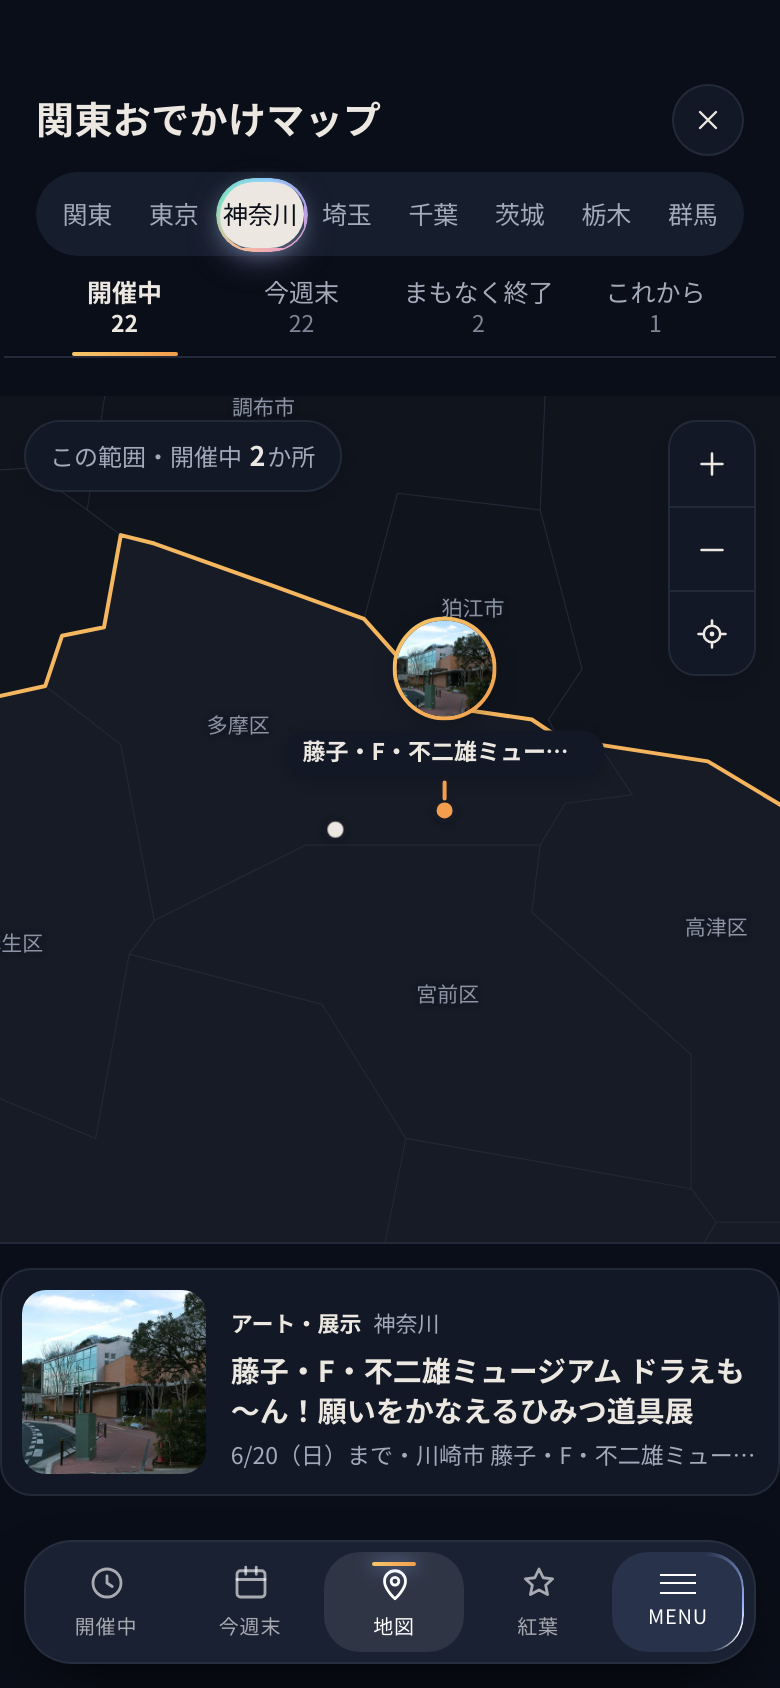 関東おでかけマップ
関東 東京 神奈川 埼玉 千葉 茨城 栃木 群馬
開催中 今週末 まもなく終了 これから
22 22 2 1
調布市
この範囲・開催中 2か所
狛江市
多摩区
藤子・F・不二雄ミュー…
生区
高津区
宮前区
アート・展示 神奈川
藤子・F・不二雄ミュージアム ドラえも
〜ん！願いをかなえるひみつ道具展
6/20（日）まで・川崎市 藤子・F・不二雄ミュー…
開催中 今週末 地図 紅葉 MENU